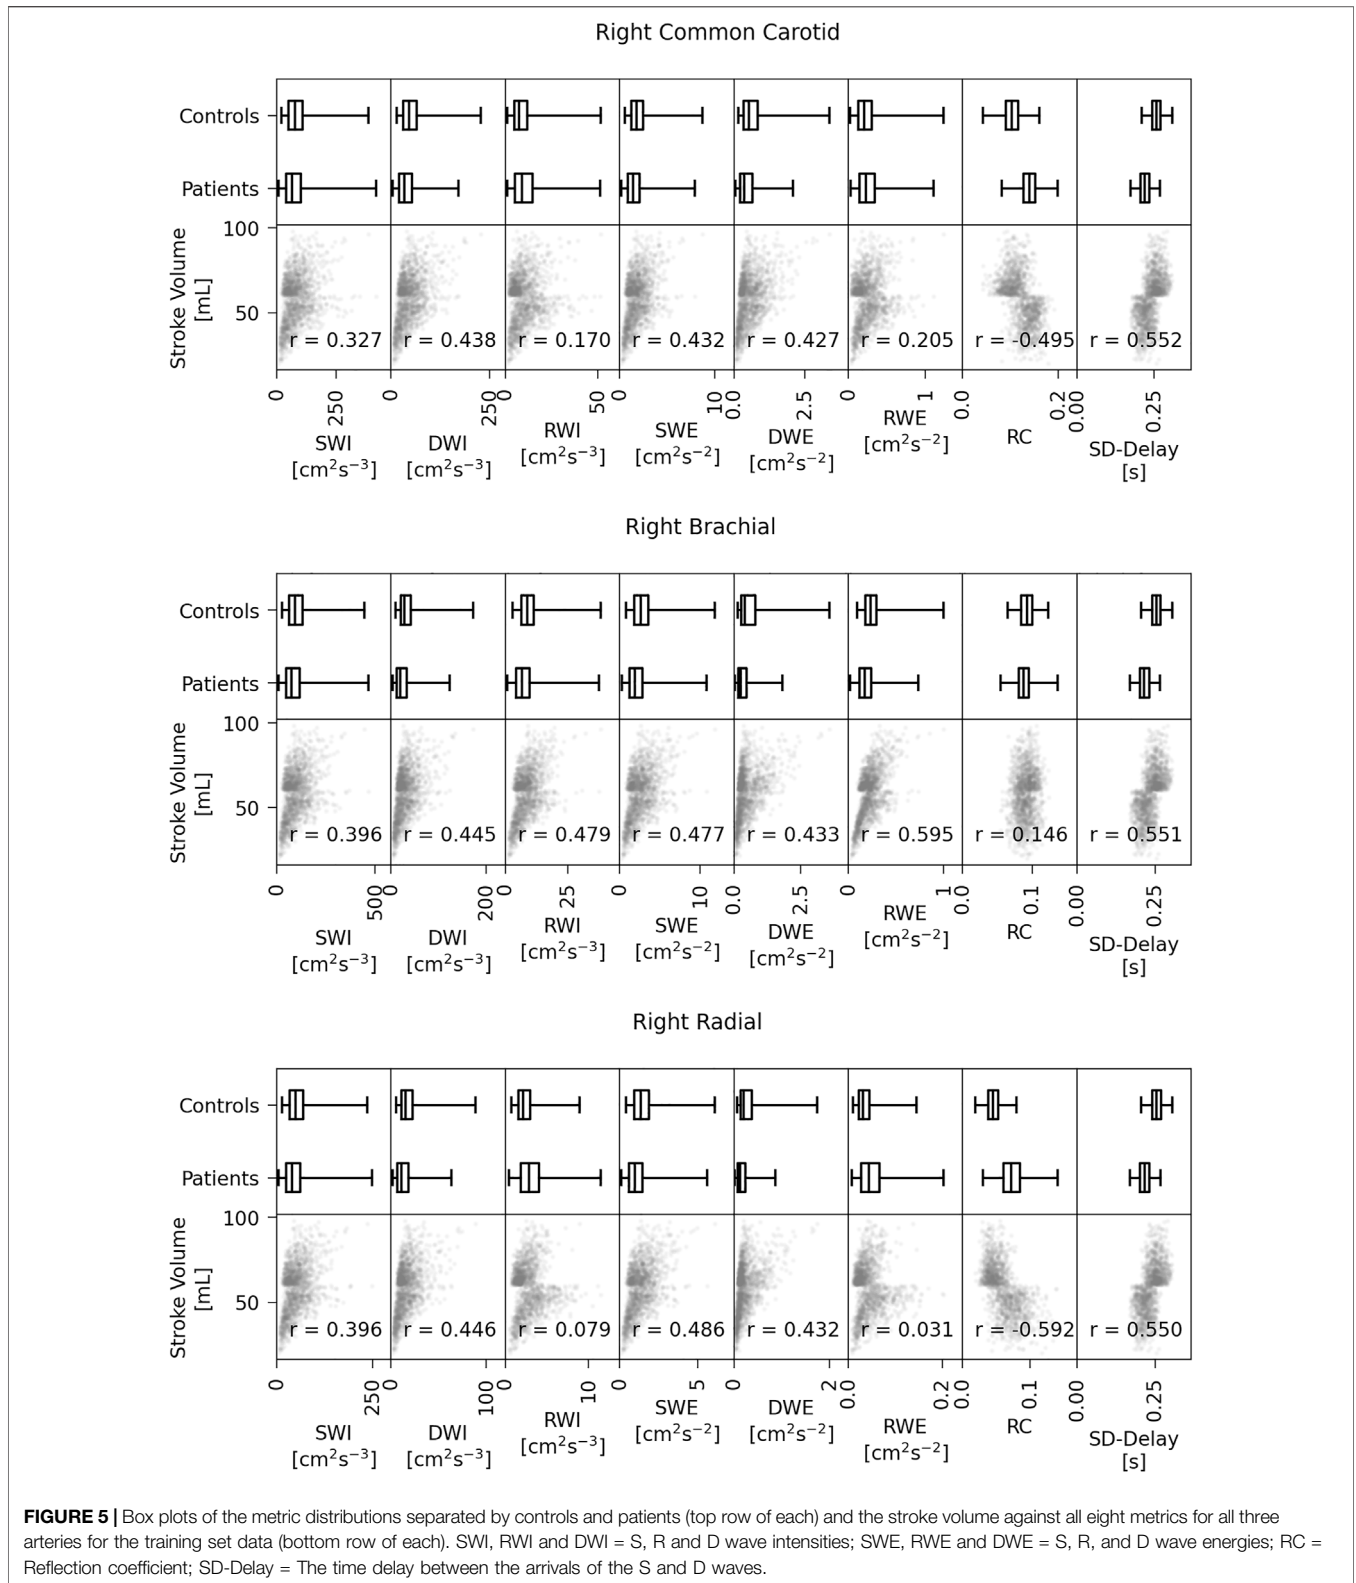 Right Common Carotid
Controls
Patients
Stroke Volume
[mL]
100
50
r = 0.327 r = 0.438 r = 0.170 r = 0.432 r = 0.427 r = 0.205 r = -0.495 r = 0.552
0 250 0 250 0 50 0 10 0.0 2.5 0 1 0.0 0.2 0.00 0.25
SWI DWI RWI SWE DWE RWE RC SD-Delay
[cm²s⁻³] [cm²s⁻³] [cm²s⁻³] [cm²s⁻²] [cm²s⁻²] [cm²s⁻²] [s]
Right Brachial
Controls
Patients
Stroke Volume
[mL]
100
50
r = 0.396 r = 0.445 r = 0.479 r = 0.477 r = 0.433 r = 0.595 r = 0.146 r = 0.551
0 500 0 200 0 25 0 10 0.0 2.5 0 1 0.0 0.1 0.00 0.25
SWI DWI RWI SWE DWE RWE RC SD-Delay
[cm²s⁻³] [cm²s⁻³] [cm²s⁻³] [cm²s⁻²] [cm²s⁻²] [cm²s⁻²] [s]
Right Radial
Controls
Patients
Stroke Volume
[mL]
100
50
r = 0.396 r = 0.446 r = 0.079 r = 0.486 r = 0.432 r = 0.031 r = -0.592 r = 0.550
0 250 0 100 0 10 0 5 0 2 0.0 0.2 0.0 0.1 0.00 0.25
SWI DWI RWI SWE DWE RWE RC SD-Delay
[cm²s⁻³] [cm²s⁻³] [cm²s⁻³] [cm²s⁻²] [cm²s⁻²] [cm²s⁻²] [s]
FIGURE 5 | Box plots of the metric distributions separated by controls and patients (top row of each) and the stroke volume against all eight metrics for all three
arteries for the training set data (bottom row of each). SWI, RWI and DWI = S, R and D wave intensities; SWE, RWE and DWE = S, R, and D wave energies; RC =
Reflection coefficient; SD-Delay = The time delay between the arrivals of the S and D waves.